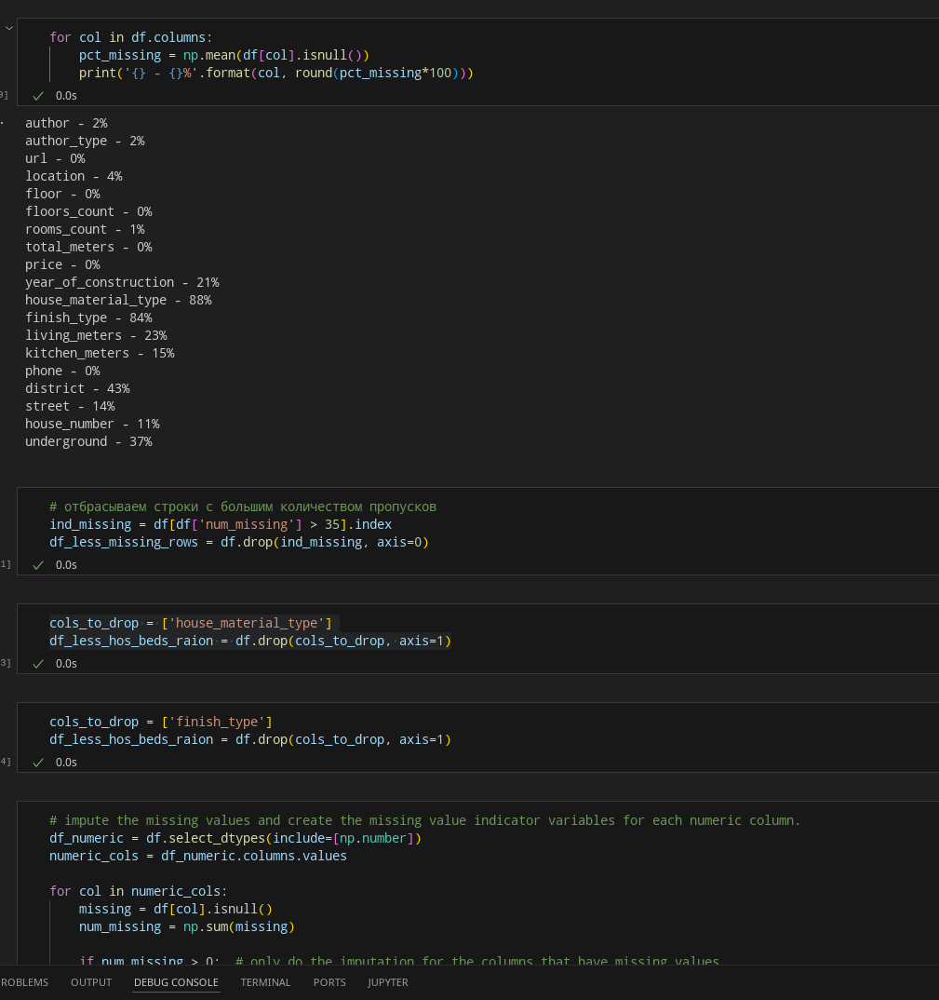 for col in df.columns:
    pct_missing = np.mean(df[col].isnull())
    print('{} - {}%'.format(col, round(pct_missing*100)))
9]
0.0s
author - 2%
author_type - 2%
url - 0%
location - 4%
floor - 0%
floors_count - 0%
rooms_count - 1%
total_meters - 0%
price - 0%
year_of_construction - 21%
house_material_type - 88%
finish_type - 84%
living_meters - 23%
kitchen_meters - 15%
phone - 0%
district - 43%
street - 14%
house_number - 11%
underground - 37%
# отбрасываем строки с большим количеством пропусков
ind_missing = df[df['num_missing'] > 35].index
df_less_missing_rows = df.drop(ind_missing, axis=0)
1]
0.0s
cols_to_drop = ['house_material_type']
df_less_hos_beds_raion = df.drop(cols_to_drop, axis=1)
3]
0.0s
cols_to_drop = ['finish_type']
df_less_hos_beds_raion = df.drop(cols_to_drop, axis=1)
4]
0.0s
# impute the missing values and create the missing value indicator variables for each numeric column.
df_numeric = df.select_dtypes(include=[np.number])
numeric_cols = df_numeric.columns.values
for col in numeric_cols:
    missing = df[col].isnull()
    num_missing = np.sum(missing)
    if num_missing > 0:  # only do the imputation for the columns that have missing values
ROBLEMS OUTPUT DEBUG CONSOLE TERMINAL PORTS JUPYTER